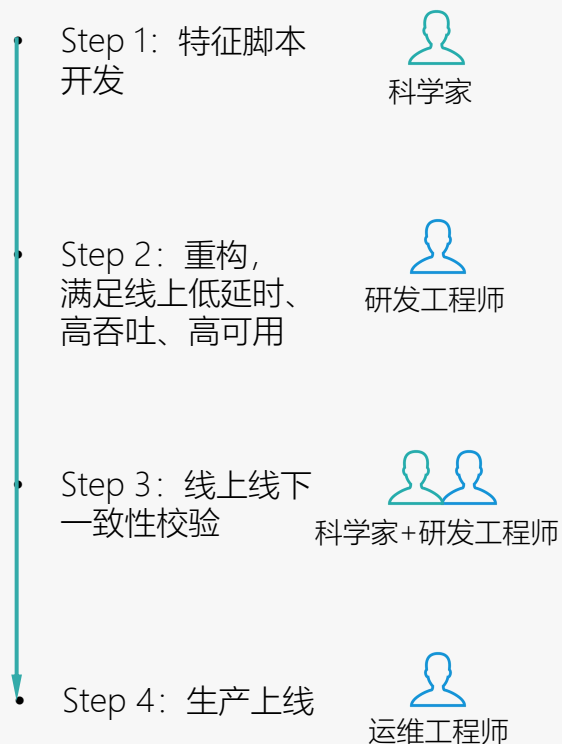 Step 1：特征脚本
开发
科学家
Step 2：重构，
满足线上低延时、
高吞吐、高可用
研发工程师
Step 3：线上线下
一致性校验
科学家+研发工程师
Step 4：生产上线
运维工程师